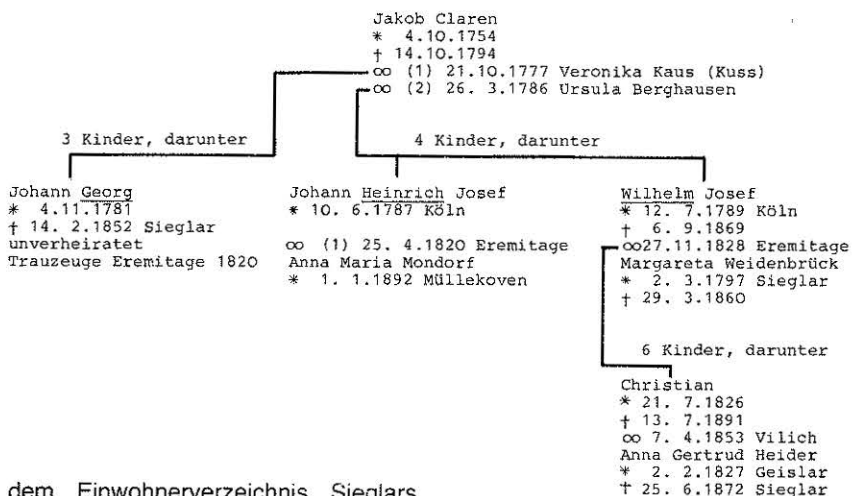 Jakob Claren
* 4.10.1754
† 14.10.1794
∞ (1) 21.10.1777 Veronika Kaus (Kuss)
∞ (2) 26. 3.1786 Ursula Berghausen
3 Kinder, darunter
4 Kinder, darunter
Johann Georg
* 4.11.1781
† 14. 2.1852 Sieglar
unverheiratet
Trauzeuge Eremitage 1820
Johann Heinrich Josef
* 10. 6.1787 Köln
∞ (1) 25. 4.1820 Eremitage
Anna Maria Mondorf
* 1. 1.1892 Müllekoven
Wilhelm Josef
* 12. 7.1789 Köln
† 6. 9.1869
∞27.11.1828 Eremitage
Margareta Weidenbrück
* 2. 3.1797 Sieglar
† 29. 3.1860
6 Kinder, darunter
Christian
* 21. 7.1826
† 13. 7.1891
∞ 7. 4.1853 Vilich
Anna Gertrud Heider
* 2. 2.1827 Geislar
† 25. 6.1872 Sieglar
dem Einwohnerverzeichnis Sieglars